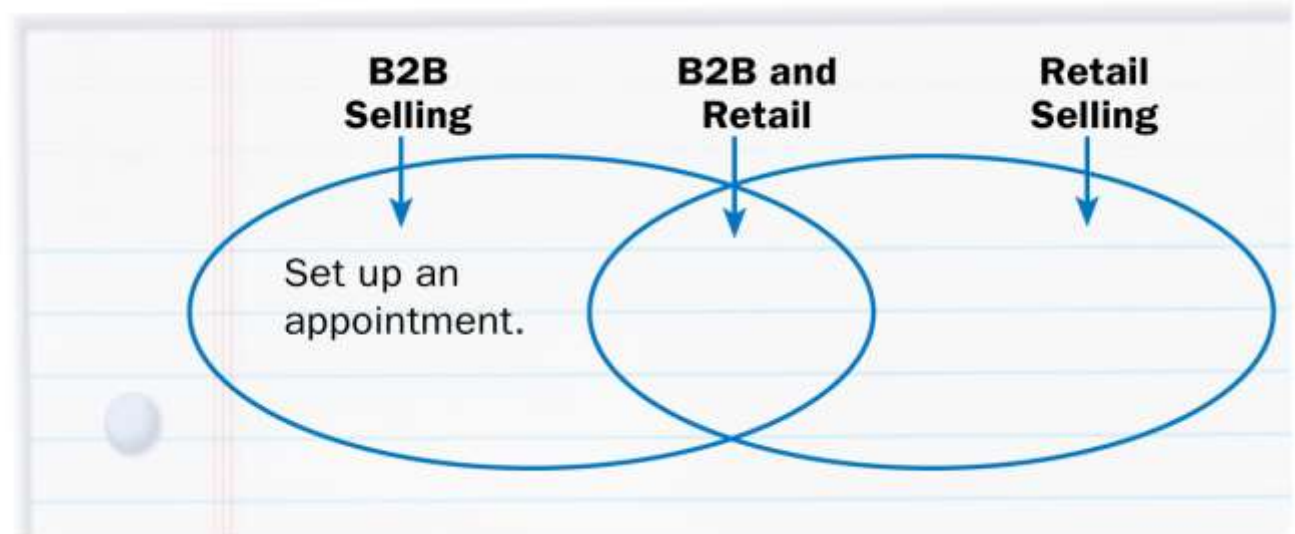 B2B
Selling
B2B and
Retail
Retail
Selling
Set up an
appointment.